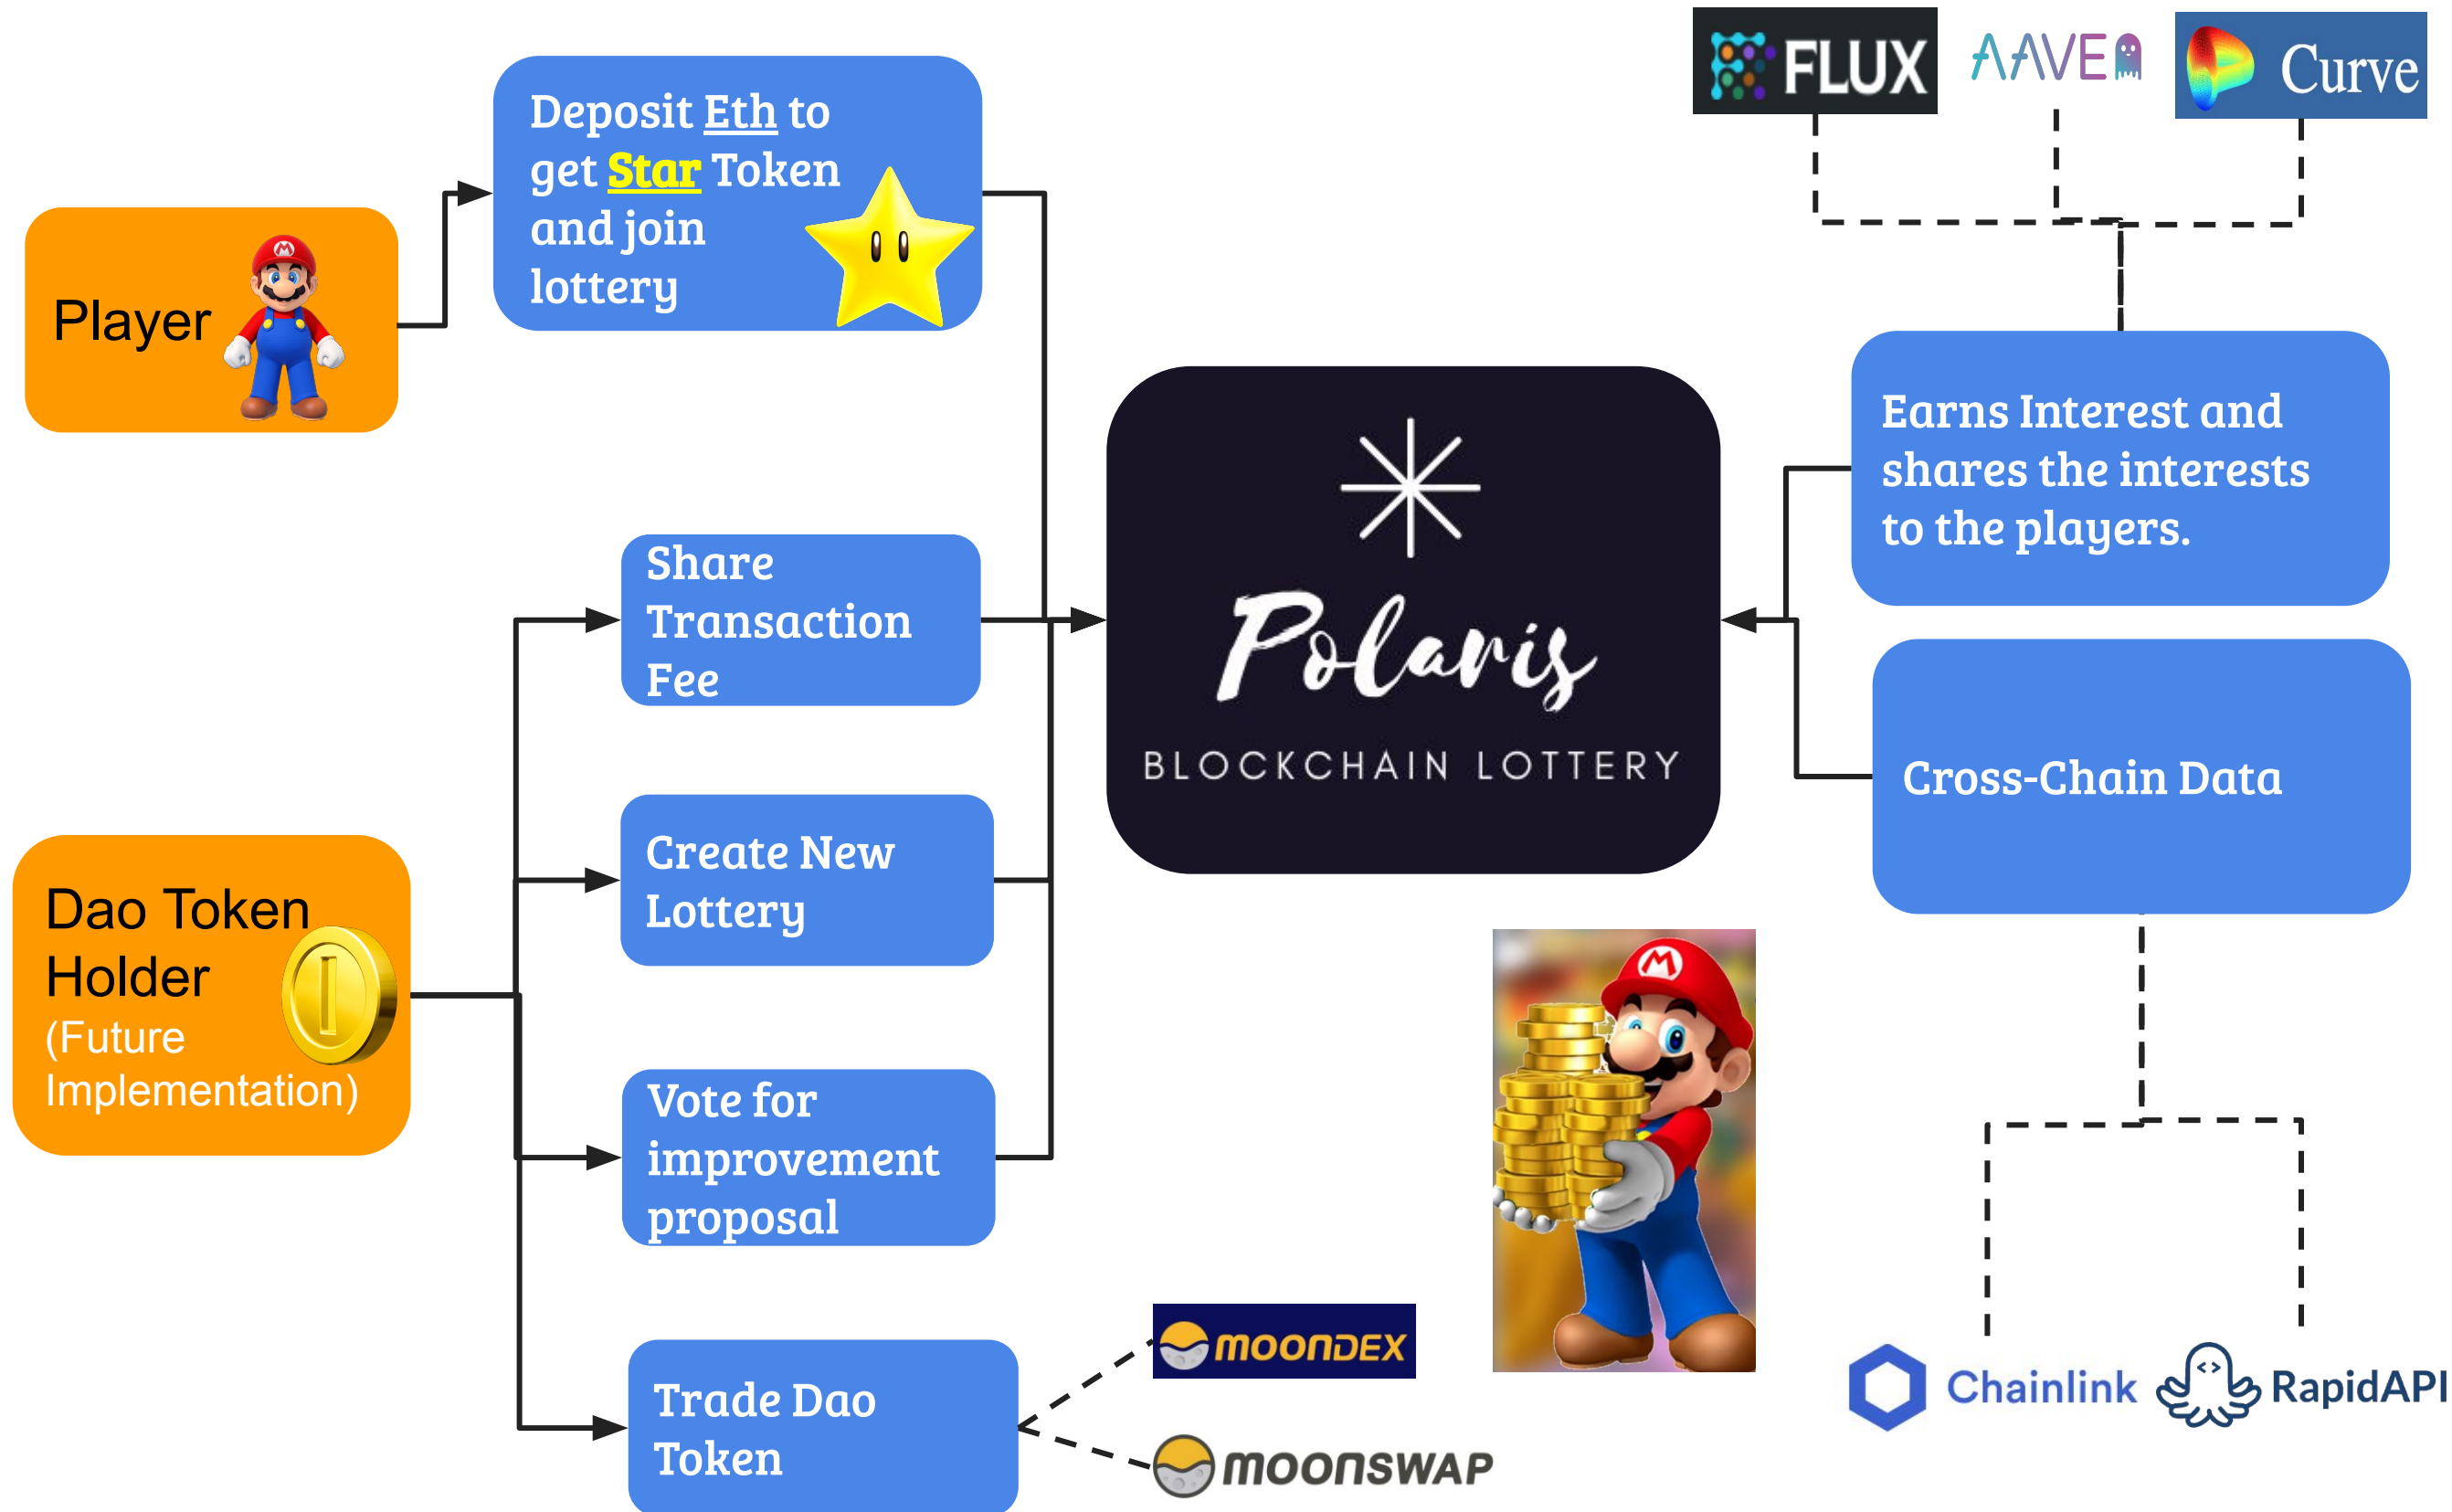 Deposit Eth to
get Star Token
and join
lottery
Player
Share
Transaction
Fee
Create New
Lottery
Dao Token
Holder
(Future
Implementation)
Vote for
improvement
proposal
Trade Dao
Token
MOONDEX
MOONSWAP
Polaris
BLOCKCHAIN LOTTERY
FLUX
AAVE
Curve
Earns Interest and
shares the interests
to the players.
Cross-Chain Data
Chainlink
RapidAPI
M
M